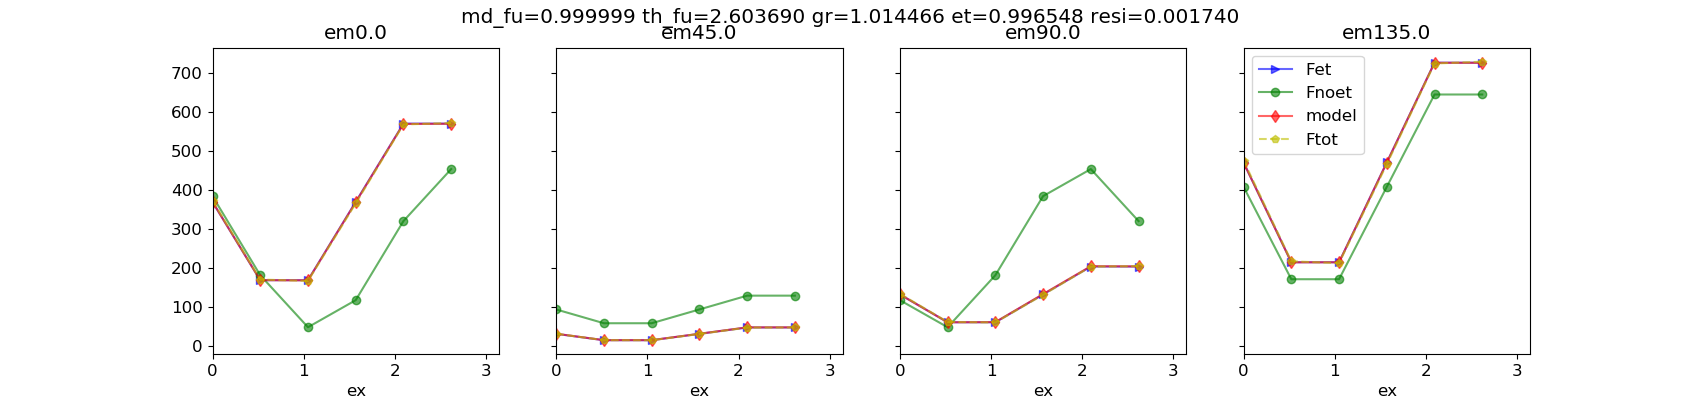 md_fu=0.999999 th_fu=2.603690 gr=1.014466 et=0.996548 resi=0.001740
em0.0
em45.0
em90.0
em135.0
700
600
500
400
300
200
100
0
Fet
Fnoet
model
Ftot
0 1 2 3
0 1 2 3
0 1 2 3
0 1 2 3
ex
ex
ex
ex